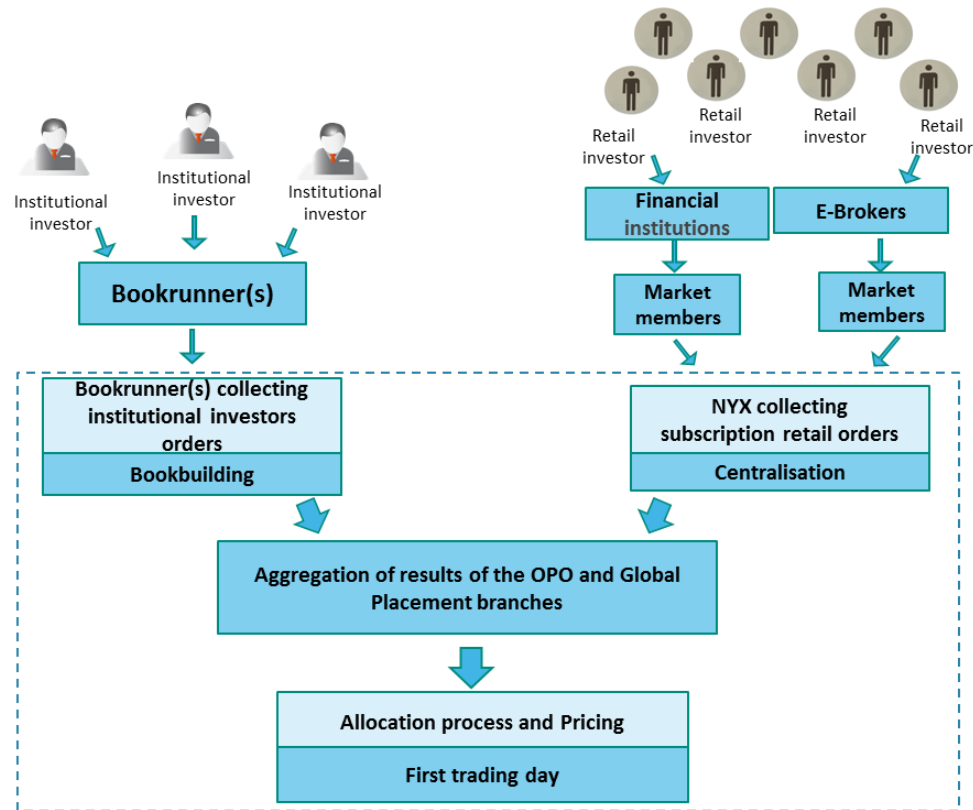 Institutional
investor
Institutional
investor
Institutional
investor
Retail
investor
Retail
investor
Retail
investor
Retail
investor
Bookrunner(s)
Financial
institutions
E-Brokers
Market
members
Market
members
Bookrunner(s) collecting
institutional investors
orders
Bookbuilding
NYX collecting
subscription retail orders
Centralisation
Aggregation of results of the OPO and Global
Placement branches
Allocation process and Pricing
First trading day